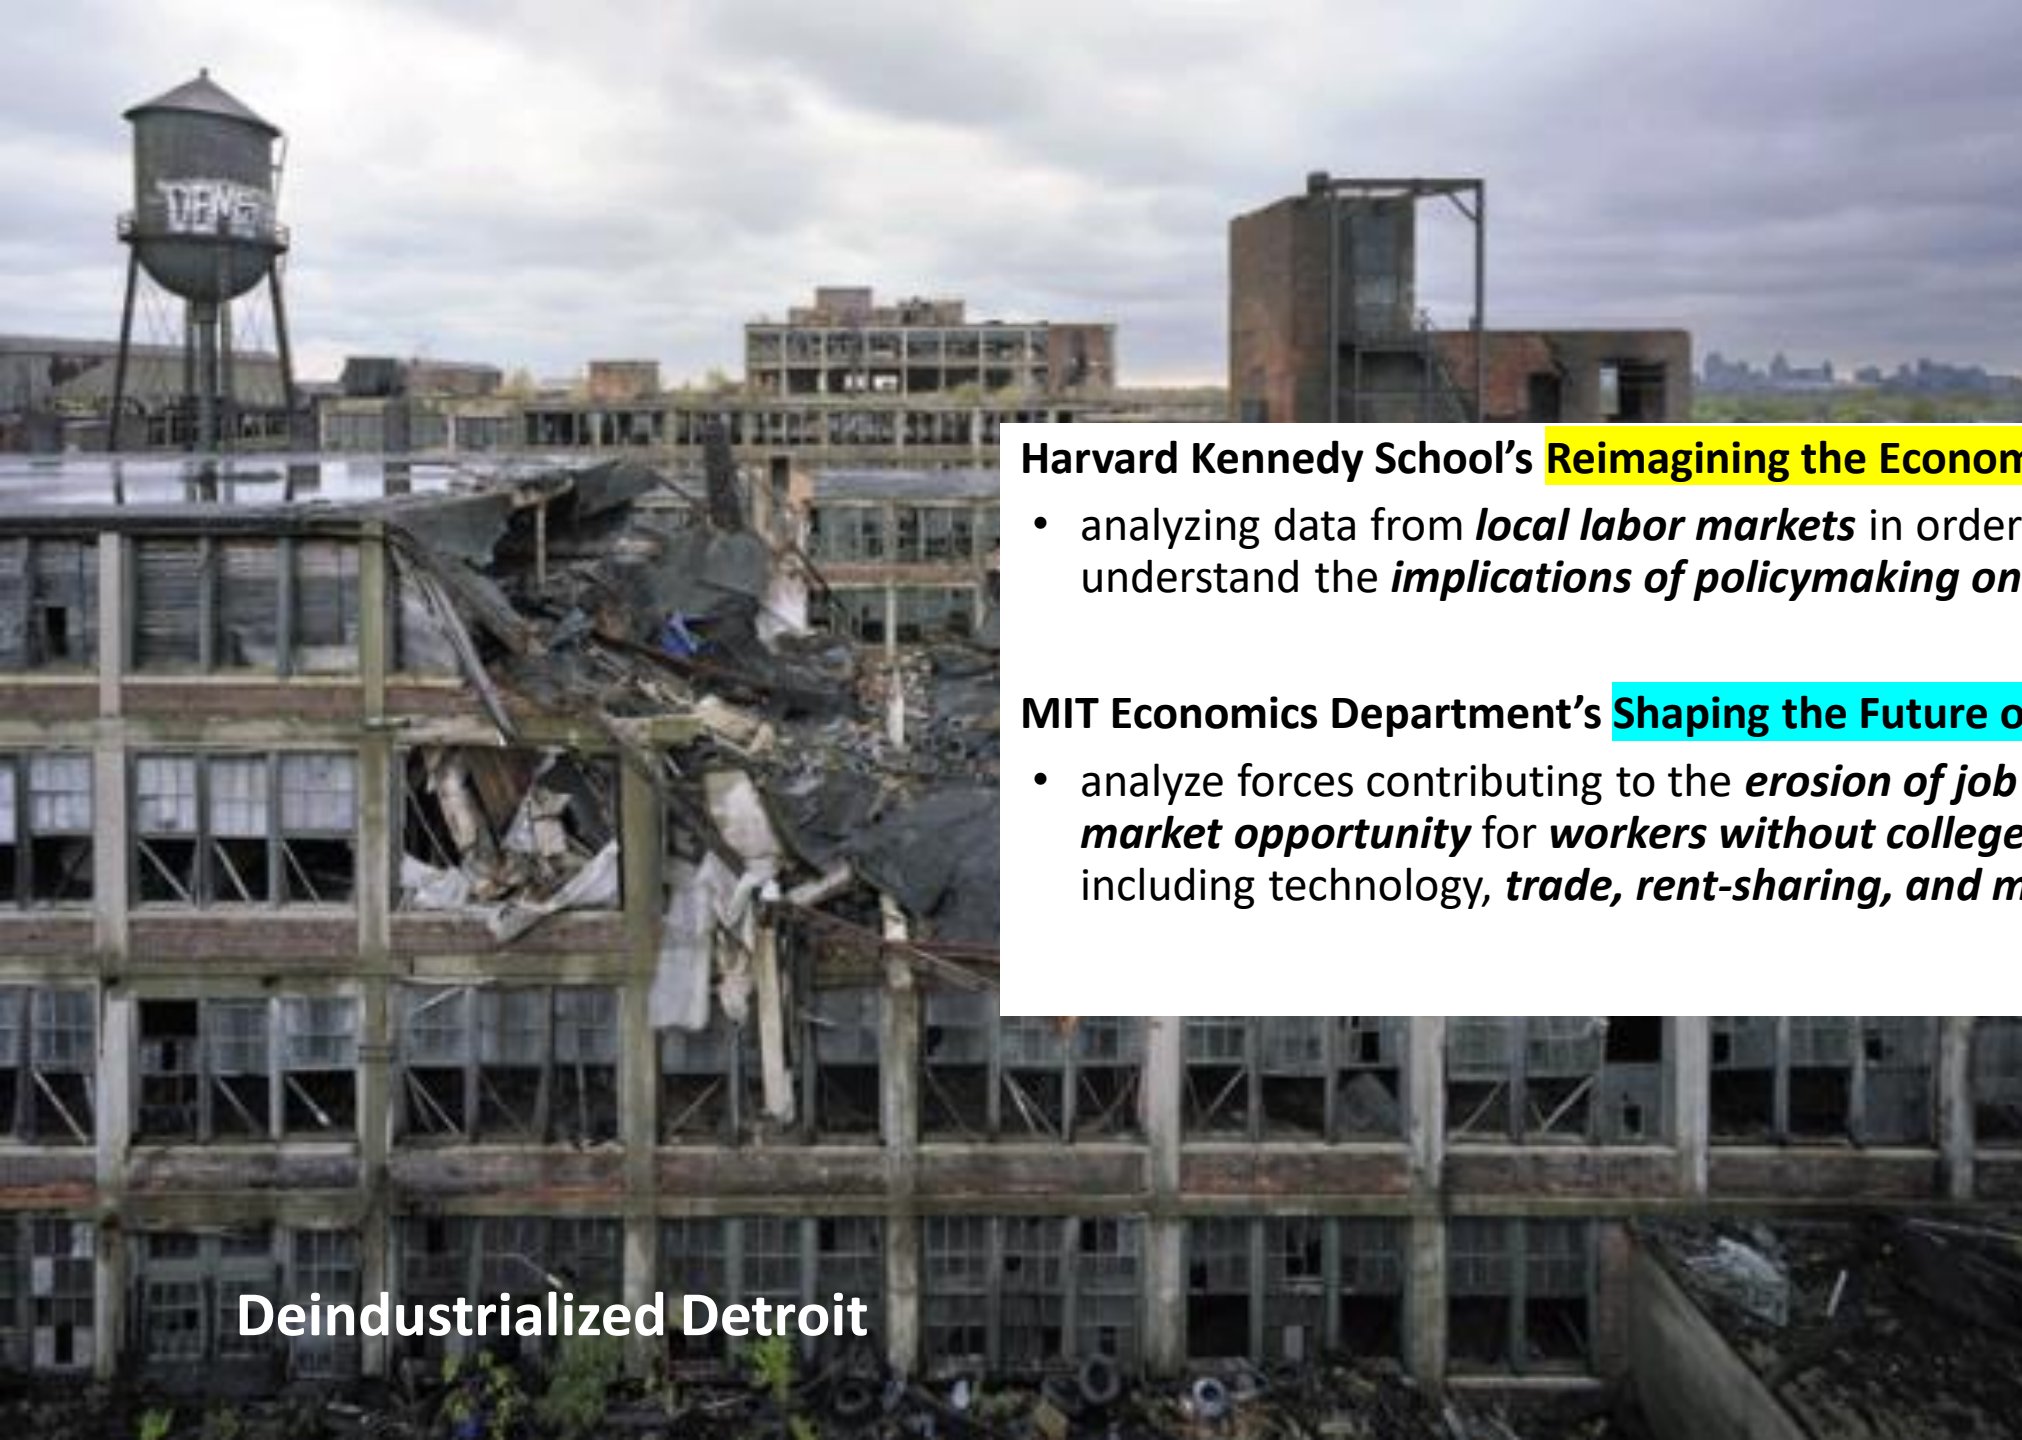 Harvard Kennedy School’s Reimagining the Econom
• analyzing data from local labor markets in order
understand the implications of policymaking on
MIT Economics Department’s Shaping the Future o
• analyze forces contributing to the erosion of job
market opportunity for workers without college
including technology, trade, rent-sharing, and m
Deindustrialized Detroit